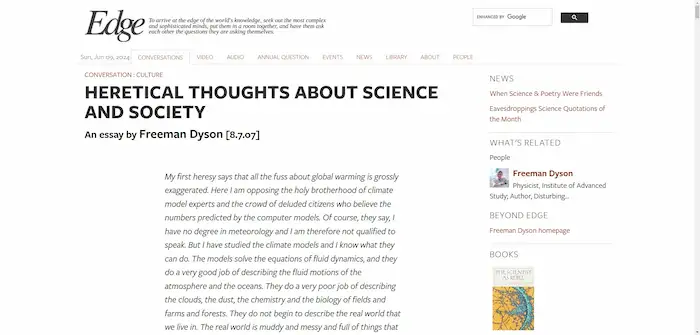 Edge
To arrive at the edge of the world's knowledge, seek out the most complex
and sophisticated minds, put them in a room together, and have them ask
each other the questions they are asking themselves.
ENHANCED BY Google
Sun, Jun 09, 2024
CONVERSATIONS VIDEO AUDIO ANNUAL QUESTION EVENTS NEWS LIBRARY ABOUT PEOPLE
CONVERSATION : CULTURE
HERETICAL THOUGHTS ABOUT SCIENCE
AND SOCIETY
An essay by Freeman Dyson [8.7.07]
My first heresy says that all the fuss about global warming is grossly
exaggerated. Here I am opposing the holy brotherhood of climate
model experts and the crowd of deluded citizens who believe the
numbers predicted by the computer models. Of course, they say, I
have no degree in meteorology and I am therefore not qualified to
speak. But I have studied the climate models and I know what they
can do. The models solve the equations of fluid dynamics, and they
do a very good job of describing the fluid motions of the
atmosphere and the oceans. They do a very poor job of describing
the clouds, the dust, the chemistry and the biology of fields and
farms and forests. They do not begin to describe the real world that
we live in. The real world is muddy and messy and full of things that
NEWS
When Science & Poetry Were Friends
Eavesdroppings Science Quotations of
the Month
WHAT'S RELATED
People
Freeman Dyson
Physicist, Institute of Advanced
Study; Author, Disturbing...
BEYOND EDGE
Freeman Dyson homepage
BOOKS